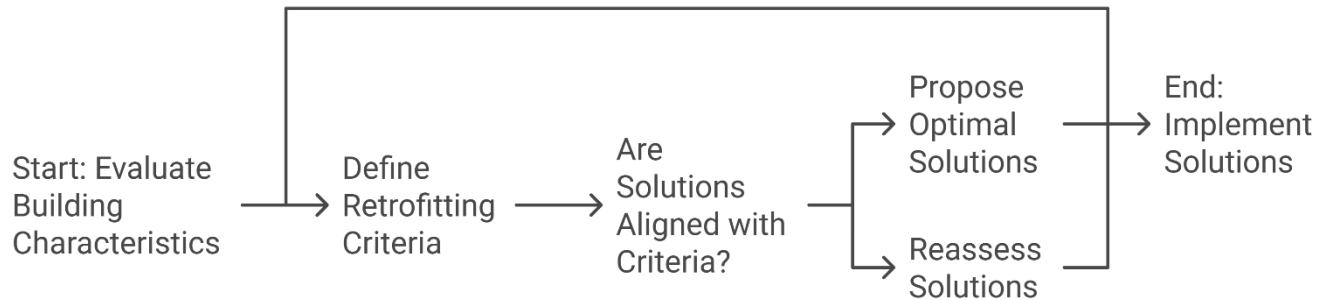 Start: Evaluate
Building
Characteristics
Define
Retrofitting
Criteria
Are
Solutions
Aligned with
Criteria?
Propose
Optimal
Solutions
Reassess
Solutions
End:
Implement
Solutions